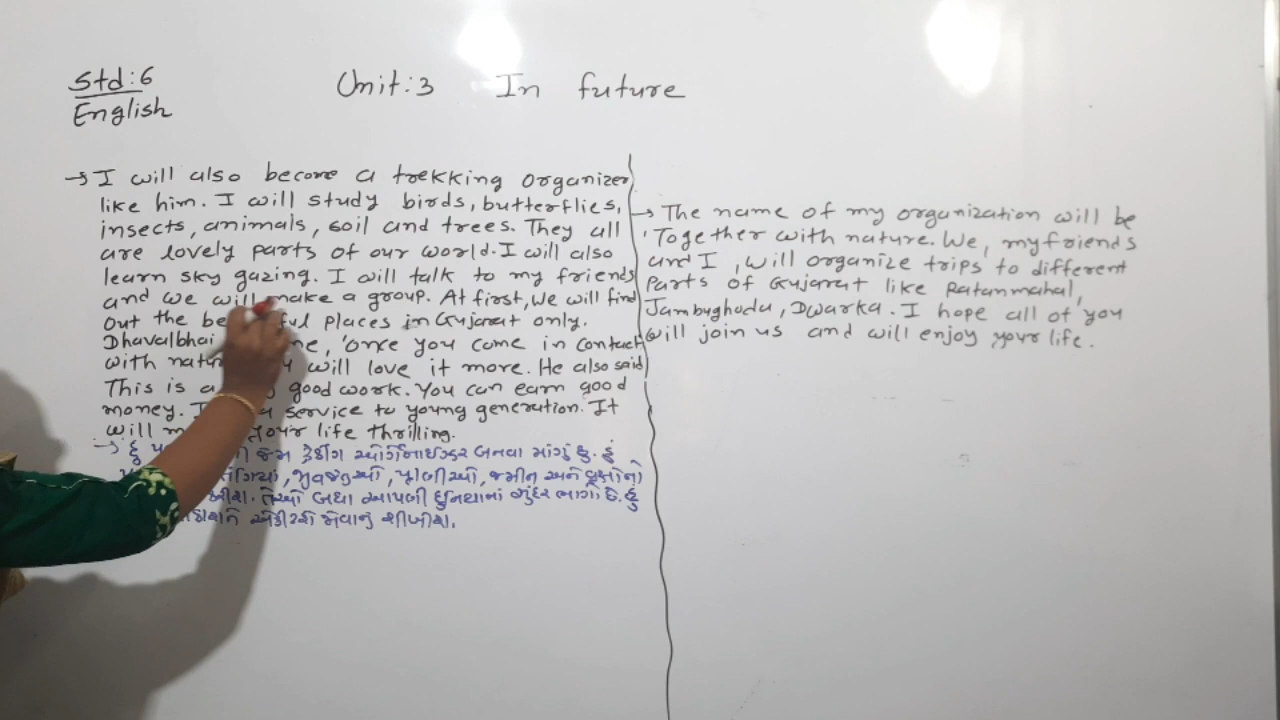 Std:6
English
Unit:3 In future
→ I will also become a trekking organizer
like him. I will study birds, butterflies,
insects, animals, soil and trees. They all
are lovely parts of our world. I will also
learn sky gazing. I will talk to my friends
and we will make a group. At first, we will find
out the be ful places in Gujarat only.
Dhavalbhai me, 'once you come in contact
with natu will love it more. He also said
This is a good work. You can earn good
money. I service to young generation. It
will m your life thrilling.
→ હું જેમ ટ્રેકીંગ ઓર્ગેનાઈઝર બનવા માંગું છું. હું
જીવજંતુઓ, પ્રાણીઓ, જમીન અને વૃક્ષોનો
તેઓ બધા આપણી દુનિયાનાં સુંદર ભાગો છે. હું
જોવાનું શીખીશ.
→ The name of my organization will be
'Together with nature. We, my friends
and I, will organize trips to different
Parts of Gujarat like Ratanmahal,
Jambughoda, Dwarka. I hope all of you
will join us and will enjoy your life.